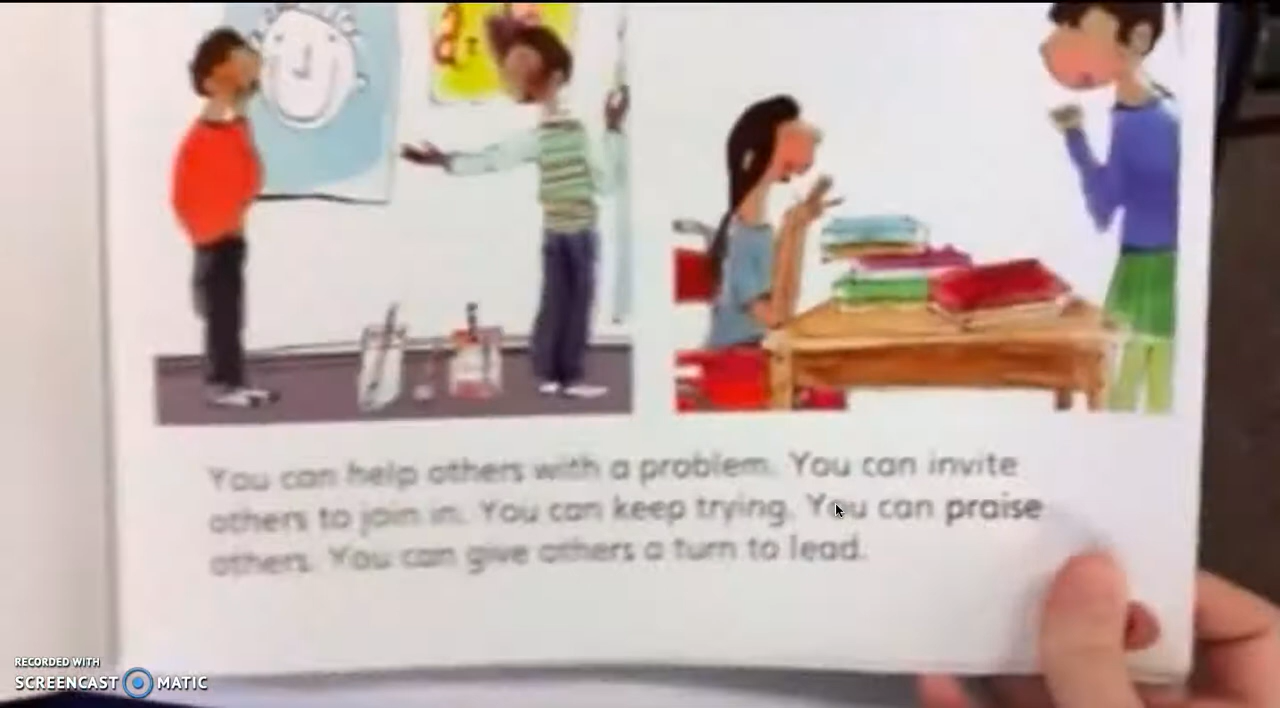 You can help others with a problem. You can invite
others to join in. You can keep trying. You can praise
others. You can give others a turn to lead.
RECORDED WITH
SCREENCAST MATIC